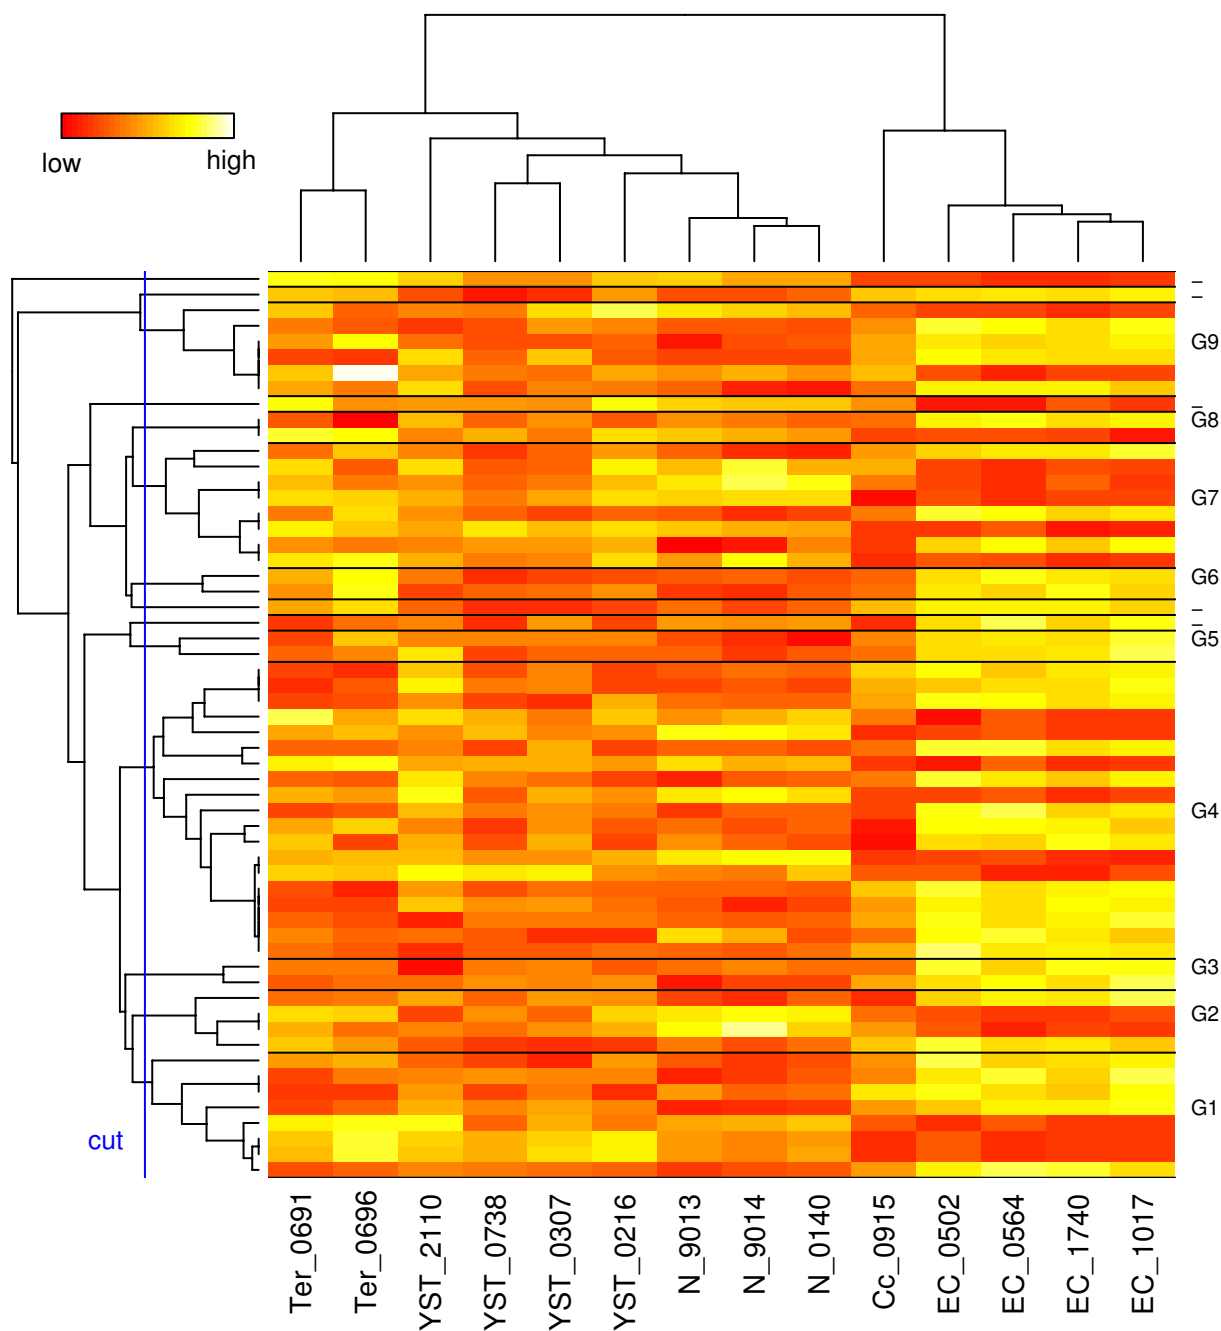 low
high
–
–
G9
–
G8
G7
G6
–
–
G5
G4
G3
G2
G1
cut
Ter_0691
Ter_0696
YST_2110
YST_0738
YST_0307
YST_0216
N_9013
N_9014
N_0140
Cc_0915
EC_0502
EC_0564
EC_1740
EC_1017